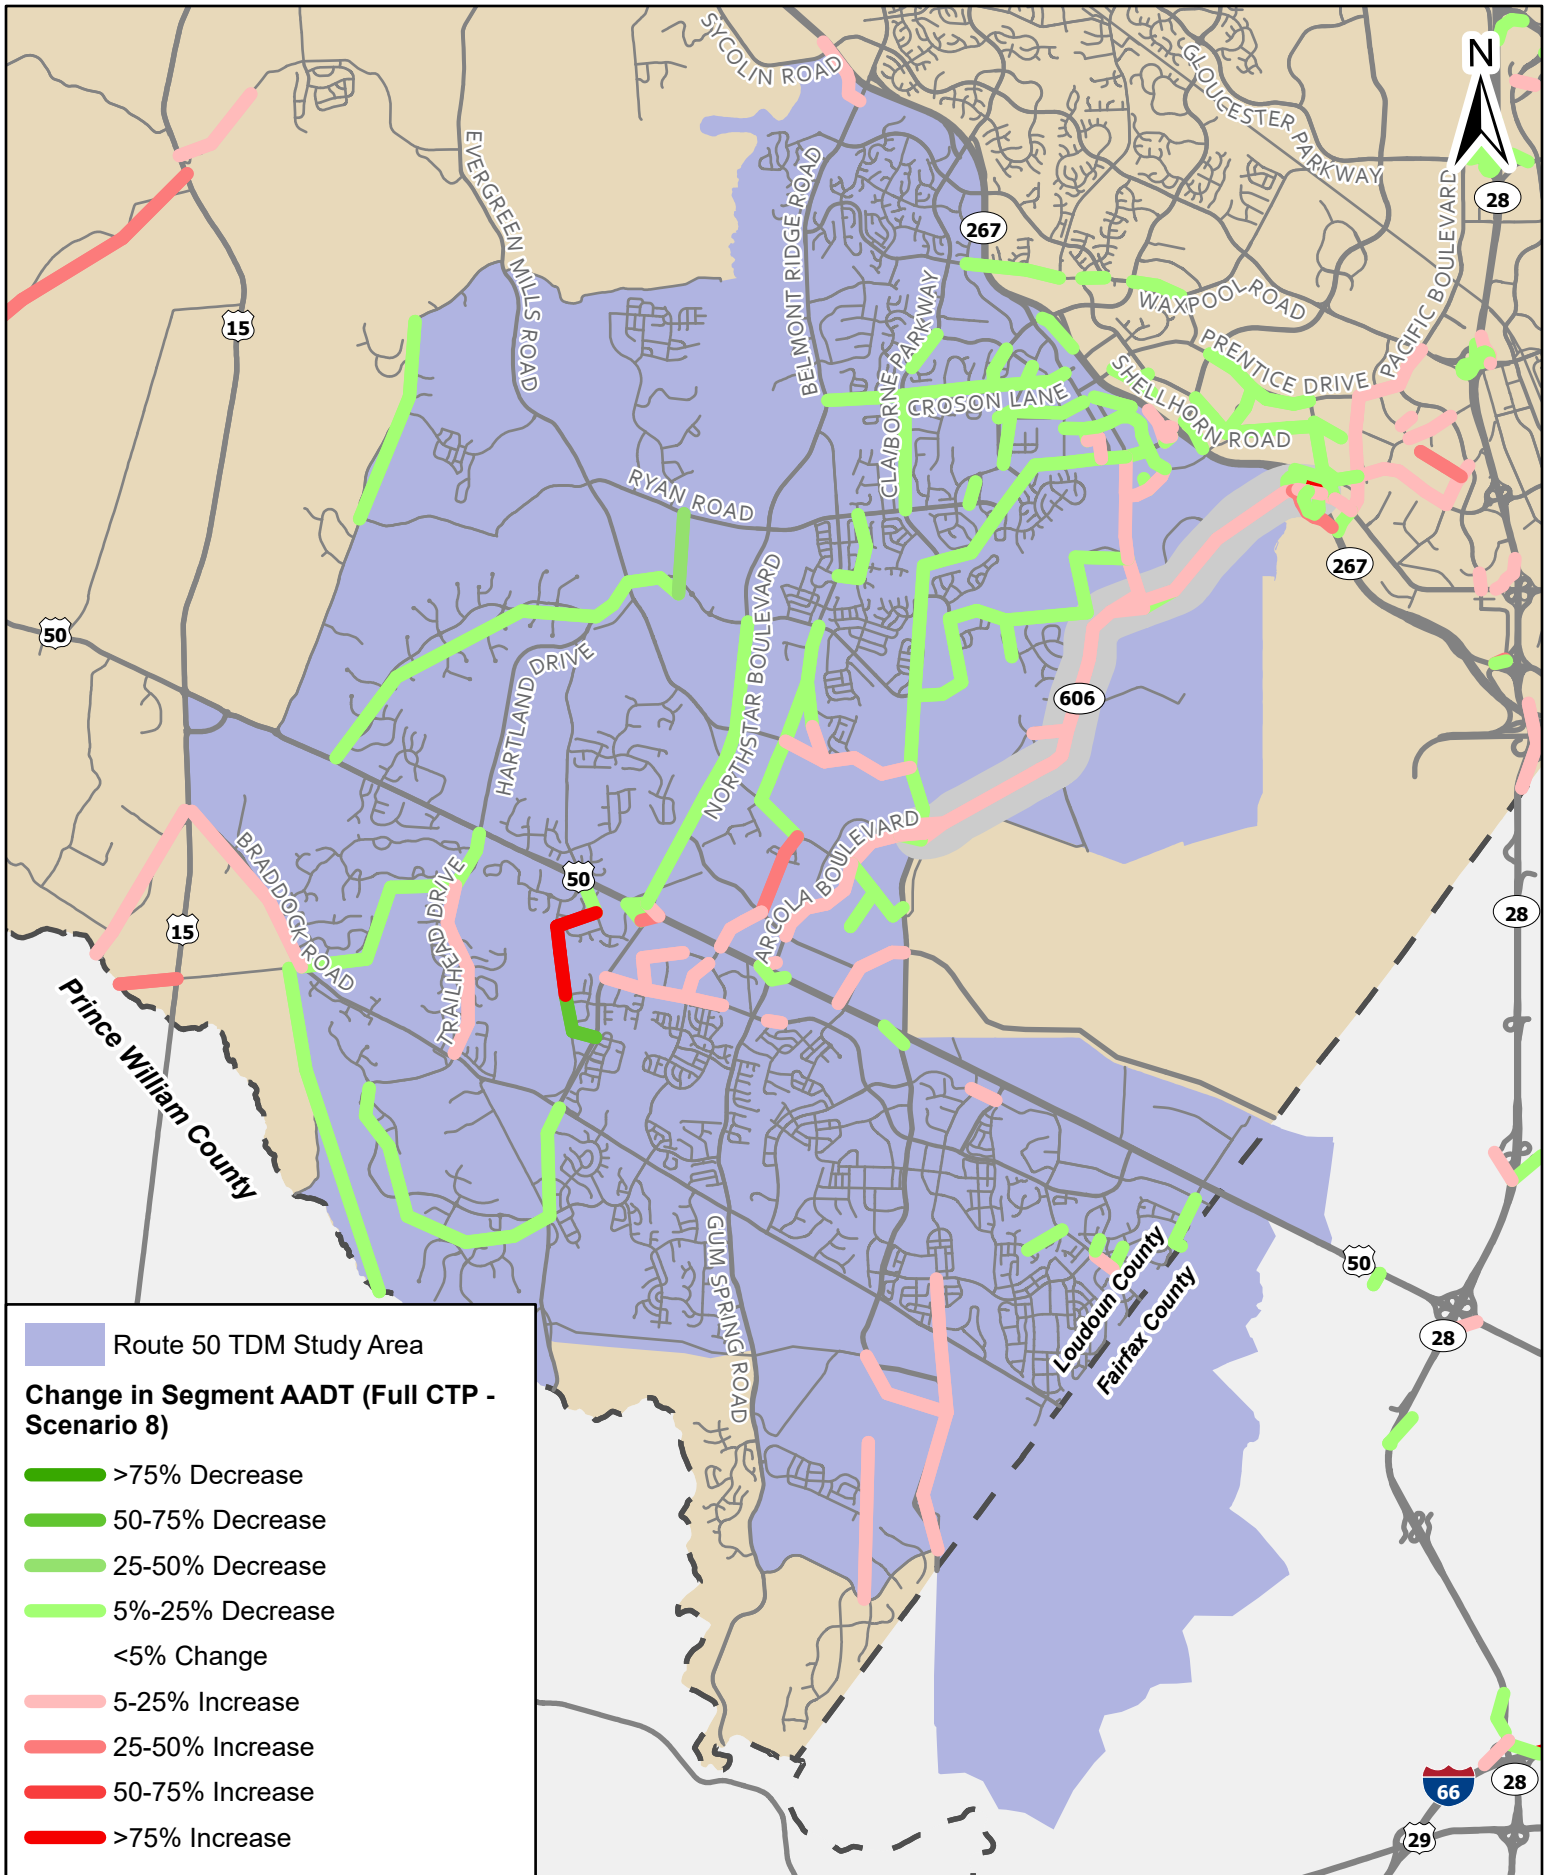 SYCOLIN ROAD
GLOUCESTER PARKWAY
N
EVERGREEN MILLS ROAD
BELMONT RIDGE ROAD
PACIFIC BOULEVARD
28
267
CLAIBORNE PARKWAY
WAXPOOL ROAD
15
PRENTICE DRIVE
SHELLHORN ROAD
CROSON LANE
RYAN ROAD
267
50
NORTHSTAR BOULEVARD
HARTLAND DRIVE
606
ARCOLA BOULEVARD
BRADDOCK ROAD
TRAILHEAD DRIVE
50
28
15
Prince William County
GUM SPRING ROAD
Loudoun County
Fairfax County
50
28
Route 50 TDM Study Area
Change in Segment AADT (Full CTP -
Scenario 8)
>75% Decrease
50-75% Decrease
25-50% Decrease
5%-25% Decrease
<5% Change
5-25% Increase
25-50% Increase
50-75% Increase
>75% Increase
66
28
29